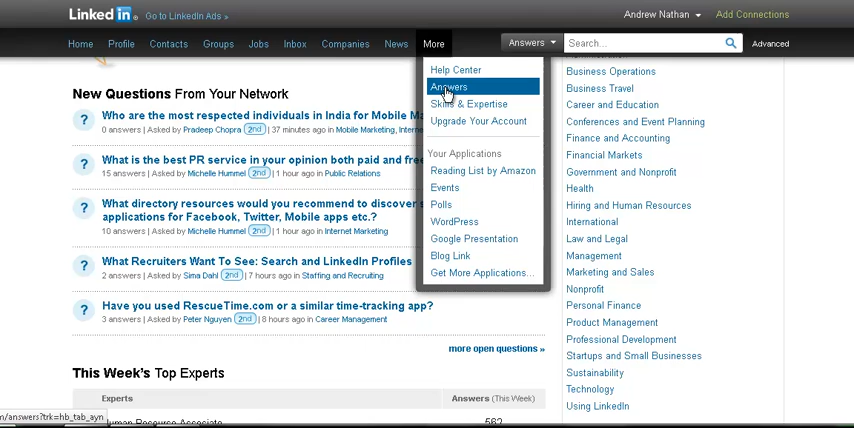 Linked in® Go to LinkedIn Ads » Andrew Nathan Add Connections
Home Profile Contacts Groups Jobs Inbox Companies News More Answers Search... Advanced
Help Center
Answers
Skills & Expertise
Upgrade Your Account
Your Applications
Reading List by Amazon
Events
Polls
WordPress
Google Presentation
Blog Link
Get More Applications...
New Questions From Your Network
? Who are the most respected individuals in India for Mobile Ma
0 answers | Asked by Pradeep Chopra 2nd | 37 minutes ago in Mobile Marketing, Interne
? What is the best PR service in your opinion both paid and free
15 answers | Asked by Michelle Hummel 2nd | 1 hour ago in Public Relations
? What directory resources would you recommend to discover s
applications for Facebook, Twitter, Mobile apps etc.?
10 answers | Asked by Michelle Hummel 2nd | 1 hour ago in Internet Marketing
? What Recruiters Want To See: Search and LinkedIn Profiles
2 answers | Asked by Sima Dahl 2nd | 7 hours ago in Staffing and Recruiting
? Have you used RescueTime.com or a similar time-tracking app?
3 answers | Asked by Peter Nguyen 2nd | 8 hours ago in Career Management
more open questions »
This Week's Top Experts
Experts Answers (This Week)
Human Resource Associate 562
m/answers?trk=hb_tab_ayn
Administration
Business Operations
Business Travel
Career and Education
Conferences and Event Planning
Finance and Accounting
Financial Markets
Government and Nonprofit
Health
Hiring and Human Resources
International
Law and Legal
Management
Marketing and Sales
Nonprofit
Personal Finance
Product Management
Professional Development
Startups and Small Businesses
Sustainability
Technology
Using LinkedIn